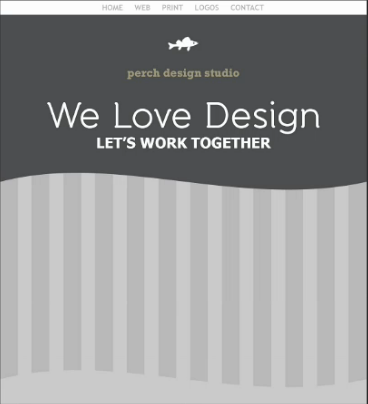 HOME WEB PRINT LOGOS CONTACT
perch design studio
We Love Design
LET'S WORK TOGETHER